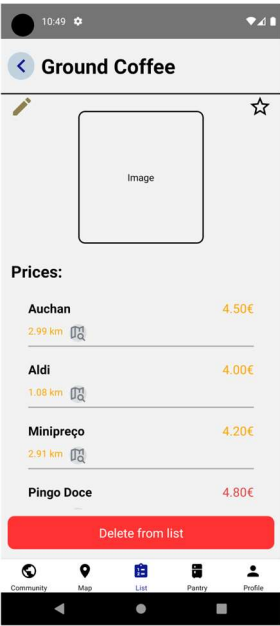 10:49
Ground Coffee
Image
Prices:
Auchan 4.50€
2.99 km
Aldi 4.00€
1.08 km
Minipreço 4.20€
2.91 km
Pingo Doce 4.80€
Delete from list
Community Map List Pantry Profile